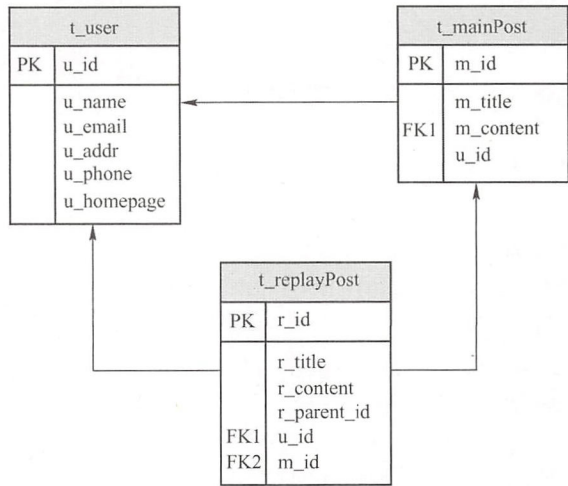 t_user
PK u_id
u_name
u_email
u_addr
u_phone
u_homepage
t_mainPost
PK m_id
m_title
FK1 m_content
u_id
t_replayPost
PK r_id
r_title
r_content
r_parent_id
FK1 u_id
FK2 m_id